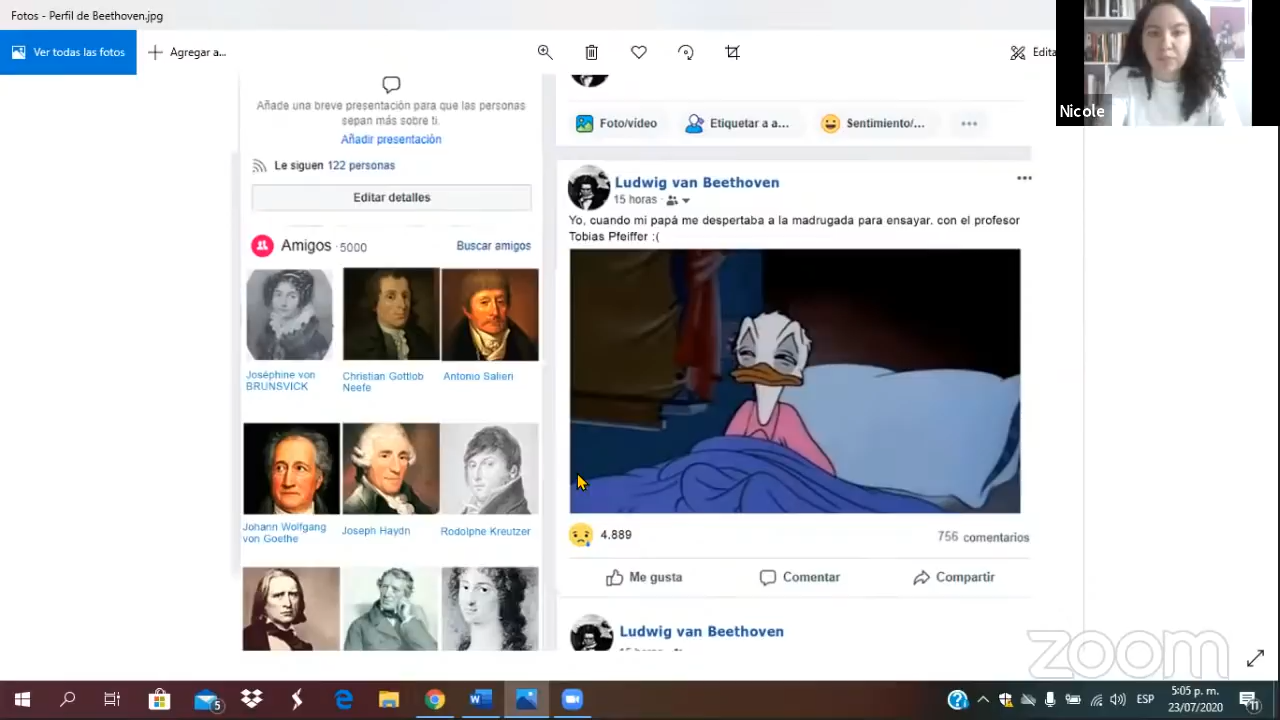 Fotos - Perfil de Beethoven.jpg
Ver todas las fotos
Agregar a...
Edita
Nicole
Añade una breve presentación para que las personas
sepan más sobre ti.
Añadir presentación
Le siguen 122 personas
Editar detalles
Amigos · 5000
Buscar amigos
Joséphine von
BRUNSVICK
Christian Gottlob
Neefe
Antonio Salieri
Johann Wolfgang
von Goethe
Joseph Haydn
Rodolphe Kreutzer
Foto/video
Etiquetar a a...
Sentimiento/...
Ludwig van Beethoven
15 horas ·
Yo, cuando mi papá me despertaba a la madrugada para ensayar. con el profesor
Tobias Pfeiffer :(
4.889
756 comentarios
Me gusta
Comentar
Compartir
Ludwig van Beethoven
zoom
5
ESP
5:05 p. m.
23/07/2020